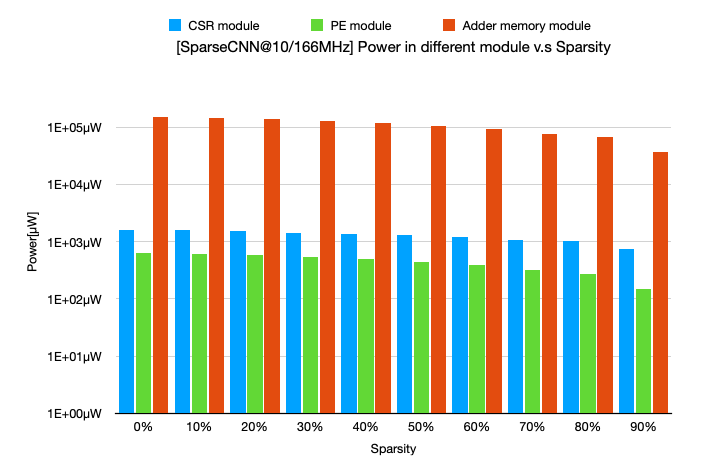 CSR module PE module Adder memory module
[SparseCNN@10/166MHz] Power in different module v.s Sparsity
Power[µW]
1E+05µW
1E+04µW
1E+03µW
1E+02µW
1E+01µW
1E+00µW
0% 10% 20% 30% 40% 50% 60% 70% 80% 90%
Sparsity